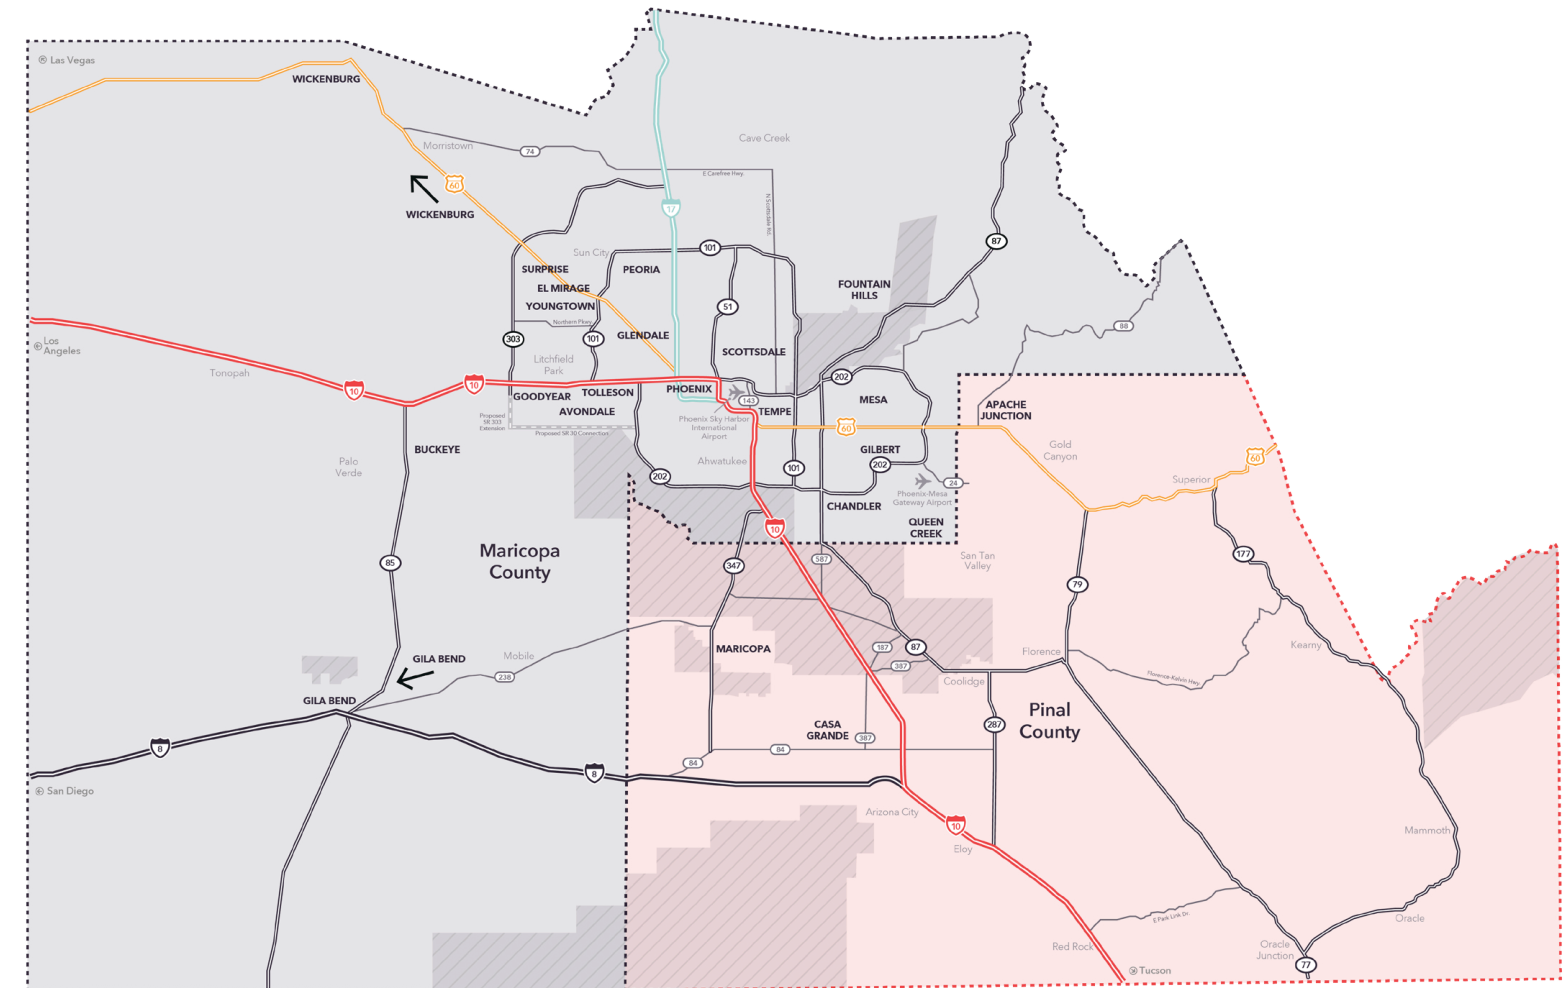 Las Vegas
WICKENBURG
Morristown
74
Cave Creek
E Carefree Hwy.
60
WICKENBURG
17
N Scottsdale Rd.
87
Sun City
101
SURPRISE
PEORIA
EL MIRAGE
YOUNGTOWN
51
FOUNTAIN
HILLS
Northern Pkwy.
88
Los
Angeles
303
101
GLENDALE
SCOTTSDALE
Litchfield
Park
Tonopah
10
10
202
GOODYEAR
TOLLESON
PHOENIX
143
MESA
APACHE
JUNCTION
AVONDALE
TEMPE
Proposed
SR 303
Extension
Proposed SR 30 Connection
Phoenix Sky Harbor
International
Airport
60
BUCKEYE
GILBERT
Gold
Canyon
60
Palo
Verde
Ahwatukee
202
101
202
24
Superior
Phoenix-Mesa
Gateway Airport
CHANDLER
QUEEN
CREEK
10
Maricopa
County
85
347
587
San Tan
Valley
177
79
GILA BEND
Mobile
238
MARICOPA
187
87
387
Florence
Kearny
Coolidge
Florence-Kelvin Hwy.
GILA BEND
Pinal
County
CASA
GRANDE
387
287
8
84
84
8
San Diego
Arizona City
10
Eloy
Mammoth
E Park Link Dr.
Oracle
Red Rock
Oracle
Junction
77
Tucson